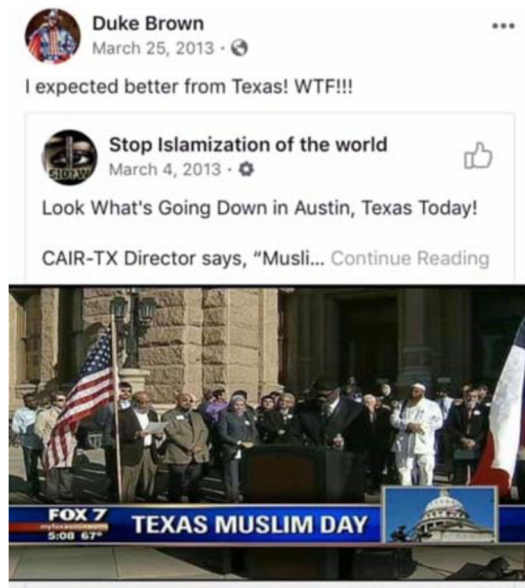 Duke Brown
March 25, 2013
I expected better from Texas! WTF!!!
Stop Islamization of the world
March 4, 2013
Look What's Going Down in Austin, Texas Today!
CAIR-TX Director says, “Musli... Continue Reading
FOX 7
5:08 67°
TEXAS MUSLIM DAY